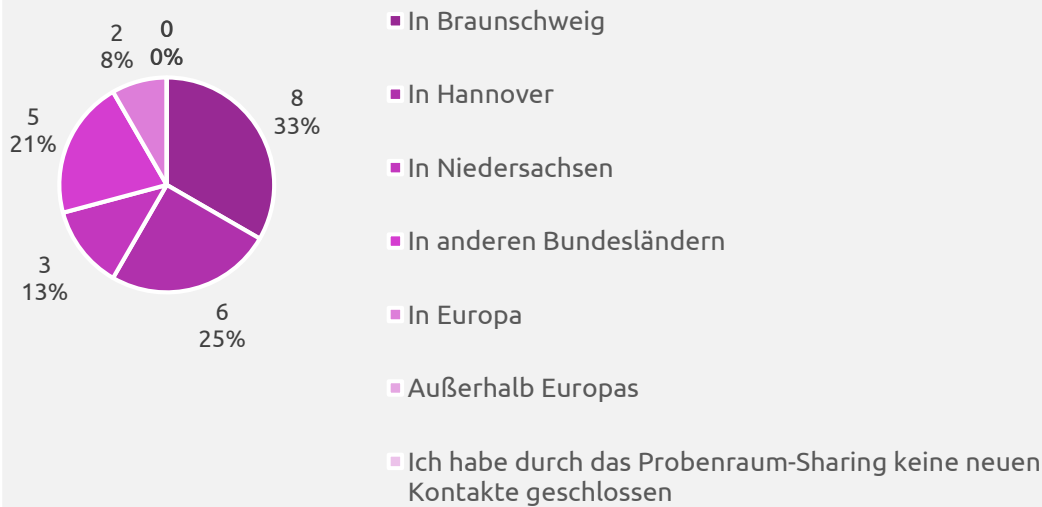 2
8%
0
0%
8
33%
5
21%
3
13%
6
25%
In Braunschweig
In Hannover
In Niedersachsen
In anderen Bundesländern
In Europa
Außerhalb Europas
Ich habe durch das Probenraum-Sharing keine neuen
Kontakte geschlossen